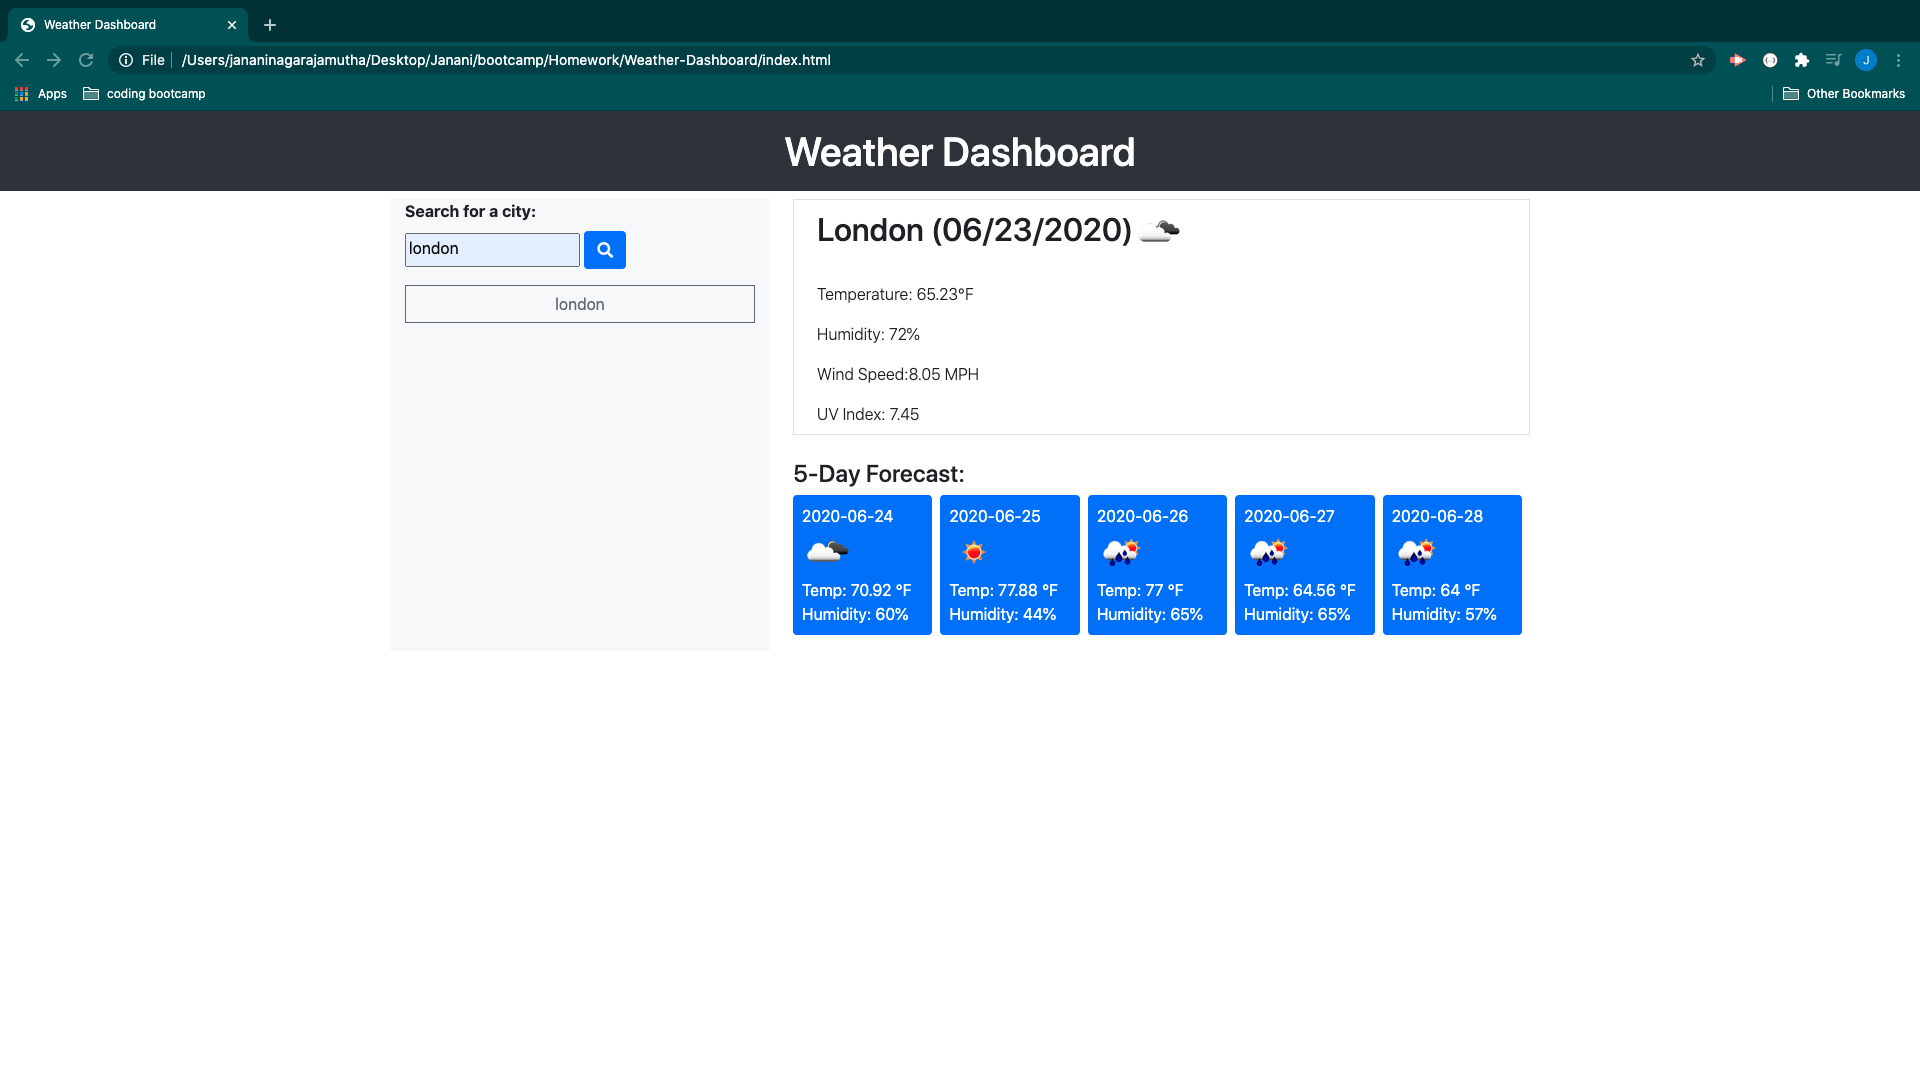 Weather Dashboard
File
/Users/jananinagarajamutha/Desktop/Janani/bootcamp/Homework/Weather-Dashboard/index.html
J
Apps
coding bootcamp
Other Bookmarks
Weather Dashboard
Search for a city:
london
london
London (06/23/2020)
Temperature: 65.23°F
Humidity: 72%
Wind Speed:8.05 MPH
UV Index: 7.45
5-Day Forecast:
2020-06-24
Temp: 70.92 °F
Humidity: 60%
2020-06-25
Temp: 77.88 °F
Humidity: 44%
2020-06-26
Temp: 77 °F
Humidity: 65%
2020-06-27
Temp: 64.56 °F
Humidity: 65%
2020-06-28
Temp: 64 °F
Humidity: 57%